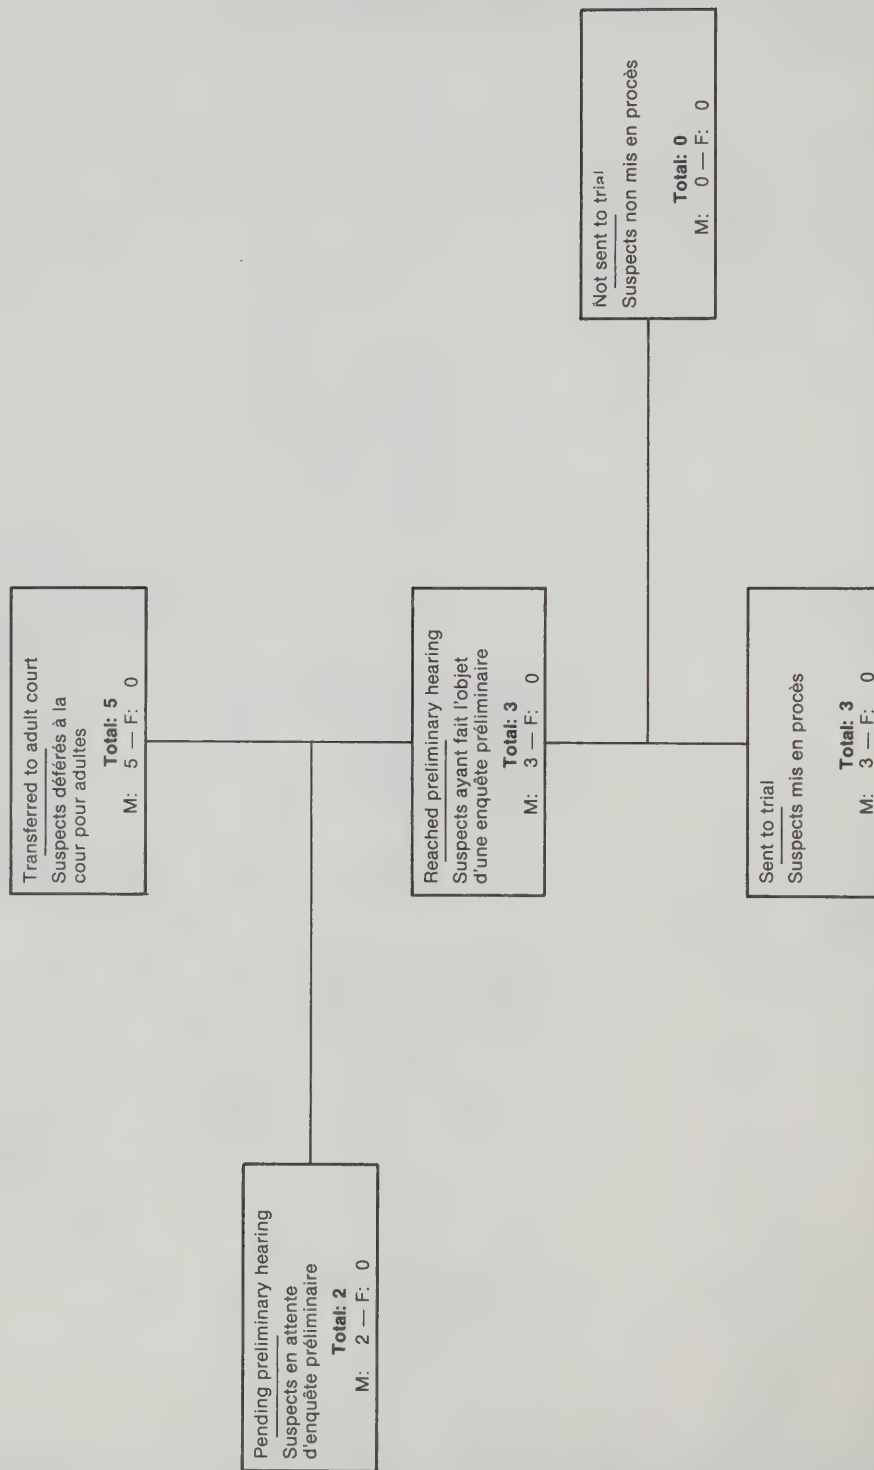 Transferred to adult court
Suspects déférés à la
cour pour adultes
Total: 5
M: 5 — F: 0
Pending preliminary hearing
Suspects en attente
d'enquête préliminaire
Total: 2
M: 2 — F: 0
Reached preliminary hearing
Suspects ayant fait l'objet
d'une enquête préliminaire
Total: 3
M: 3 — F: 0
Not sent to trial
Suspects non mis en procès
Total: 0
M: 0 — F: 0
Sent to trial
Suspects mis en procès
Total: 3
M: 3 — F: 0